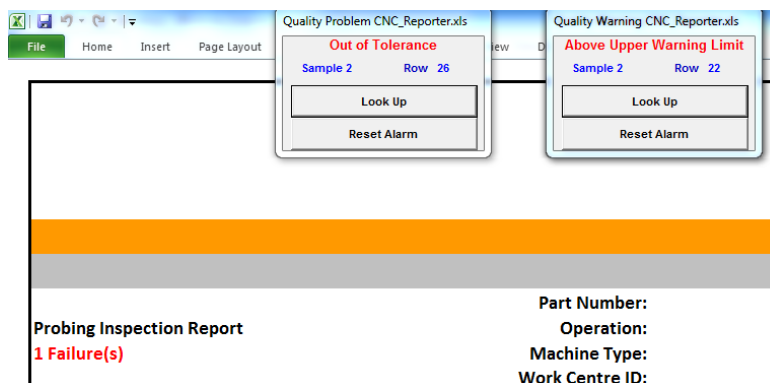 Quality Problem CNC_Reporter.xls
Out of Tolerance
Sample 2 Row 26
Look Up
Reset Alarm
Quality Warning CNC_Reporter.xls
Above Upper Warning Limit
Sample 2 Row 22
Look Up
Reset Alarm
File Home Insert Page Layout
Probing Inspection Report
1 Failure(s)
Part Number:
Operation:
Machine Type:
Work Centre ID: